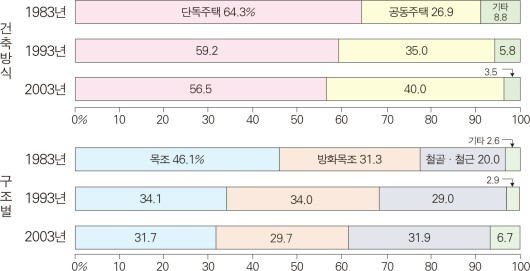 건축방식
1983년 단독주택 64.3% 공동주택 26.9 기타 8.8
1993년 59.2 35.0 5.8
2003년 56.5 40.0 3.5
0% 10 20 30 40 50 60 70 80 90 100
구조별
1983년 목조 46.1% 방화목조 31.3 철골·철근 20.0 기타 2.6
1993년 34.1 34.0 29.0 2.9
2003년 31.7 29.7 31.9 6.7
0% 10 20 30 40 50 60 70 80 90 100